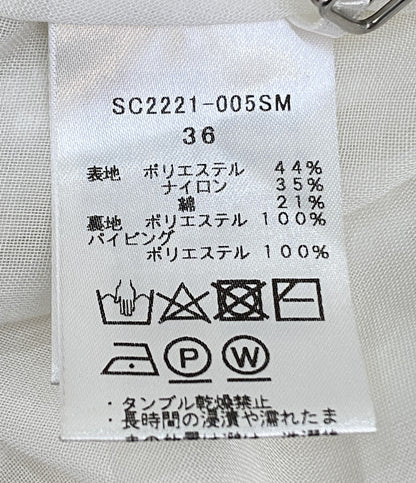 SC2221-005SM
36
表地 ポリエステル 44%
ナイロン 35%
綿 21%
裏地 ポリエステル 100%
パイピング
ポリエステル 100%
P W
・タンブル乾燥禁止
・長時間の浸漬や濡れたま